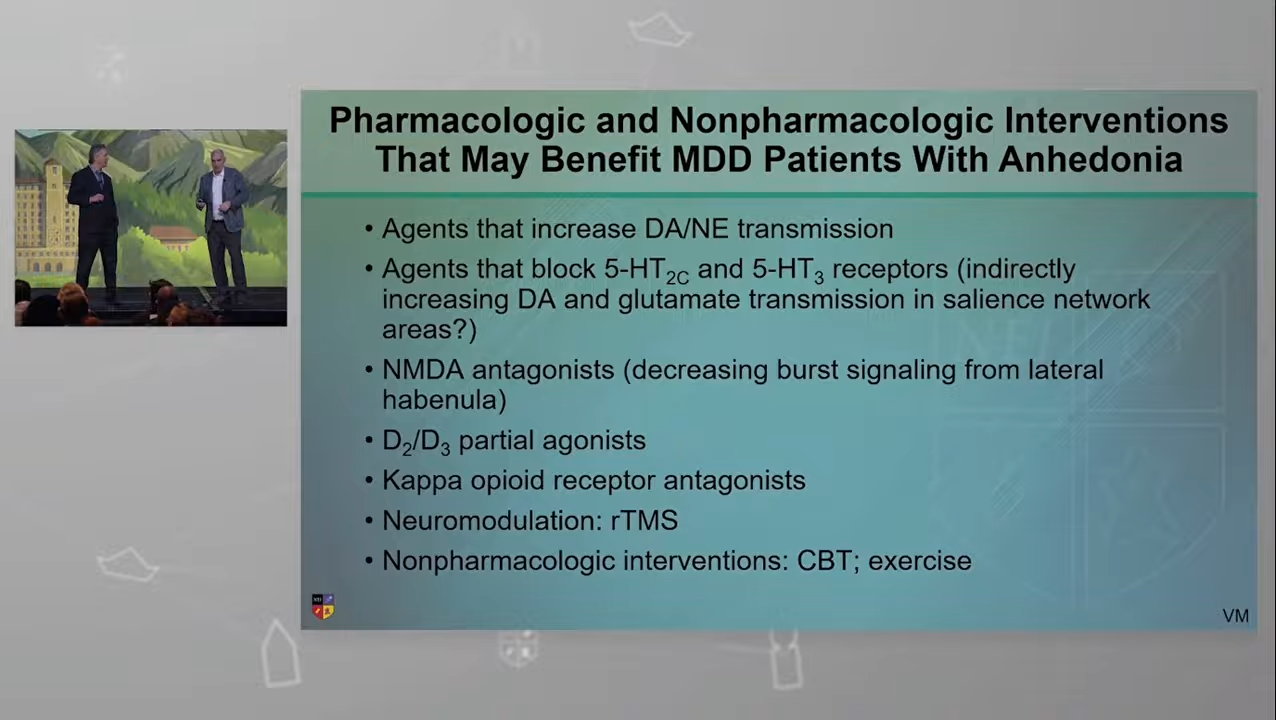 Pharmacologic and Nonpharmacologic Interventions
That May Benefit MDD Patients With Anhedonia
• Agents that increase DA/NE transmission
• Agents that block 5-HT2C and 5-HT3 receptors (indirectly
increasing DA and glutamate transmission in salience network
areas?)
• NMDA antagonists (decreasing burst signaling from lateral
habenula)
• D2/D3 partial agonists
• Kappa opioid receptor antagonists
• Neuromodulation: rTMS
• Nonpharmacologic interventions: CBT; exercise
NEI
VM